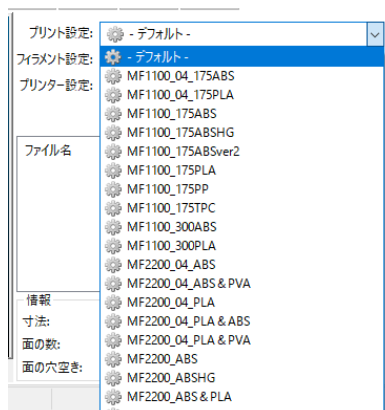 プリント設定: - デフォルト -
フィラメント設定: - デフォルト -
プリンター設定: MF1100_04_175ABS
MF1100_04_175PLA
MF1100_175ABS
MF1100_175ABSHG
ファイル名 MF1100_175ABSver2
MF1100_175PLA
MF1100_175PP
MF1100_175TPC
MF1100_300ABS
MF1100_300PLA
MF2200_04_ABS
MF2200_04_ABS & PVA
情報 MF2200_04_PLA
寸法: MF2200_04_PLA & ABS
面の数: MF2200_04_PLA & PVA
MF2200_ABS
面の穴空き: MF2200_ABSHG
MF2200_ABS & PLA